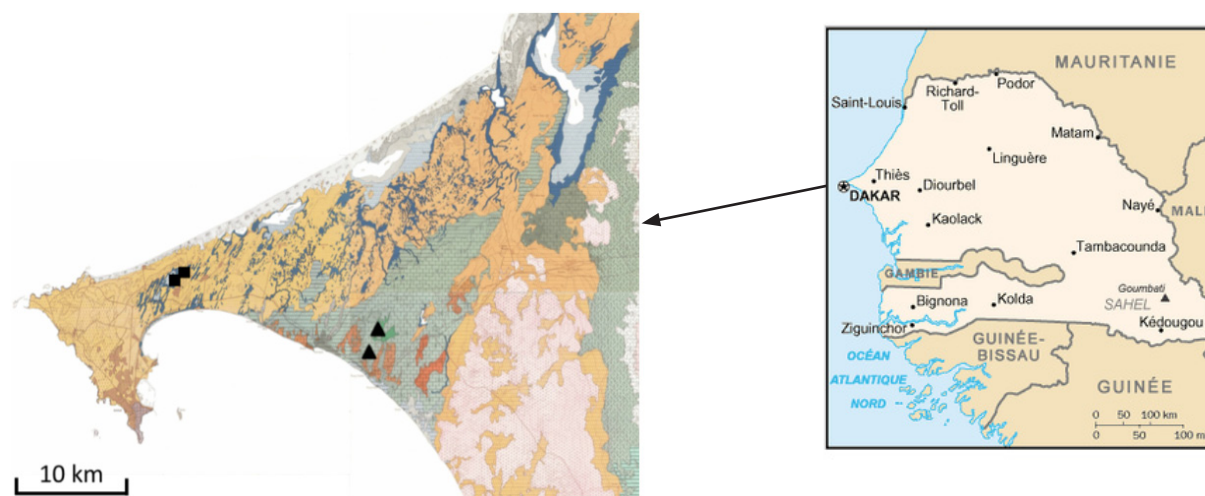 10 km
MAURITANIE
Podor
Richard-
Toll
Saint-Louis
Matam
Linguère
Thiès
Diourbel
DAKAR
Nayé
Kaolack
MALI
Tambacounda
GAMBIE
Goumbati
SAHEL
Bignona
Kolda
Kédougou
Ziguinchor
GUINÉE-
BISSAU
OCÉAN
ATLANTIQUE
NORD
GUINÉE
0 50 100 km
0 50 100 m